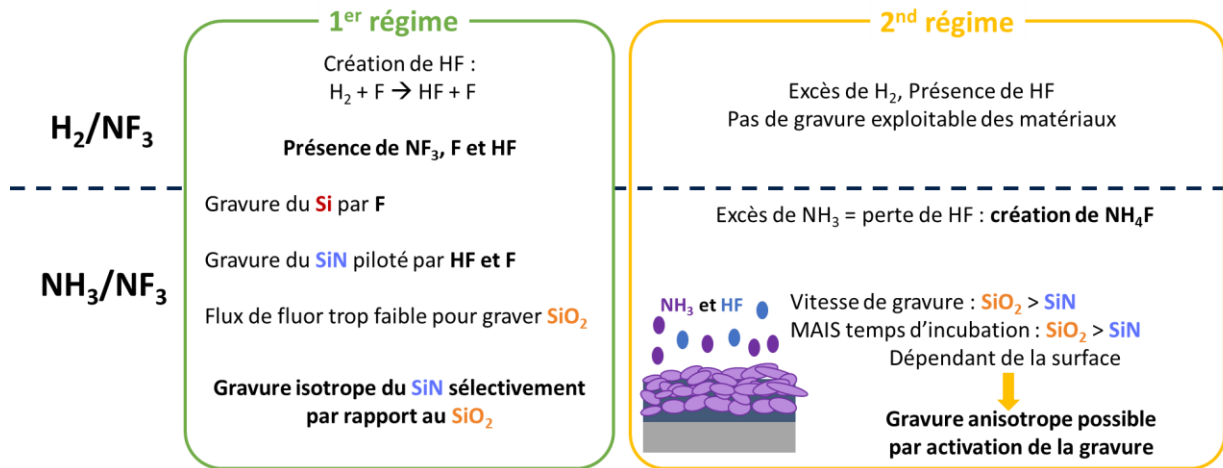 1er régime
2nd régime
H2/NF3
Création de HF :
H2 + F → HF + F
Présence de NF3, F et HF
Excès de H2, Présence de HF
Pas de gravure exploitable des matériaux
NH3/NF3
Gravure du Si par F
Gravure du SiN piloté par HF et F
Flux de fluor trop faible pour graver SiO2
Gravure isotrope du SiN sélectivement
par rapport au SiO2
Excès de NH3 = perte de HF : création de NH4F
NH3 et HF
Vitesse de gravure : SiO2 > SiN
MAIS temps d'incubation : SiO2 > SiN
Dépendant de la surface
Gravure anisotrope possible
par activation de la gravure